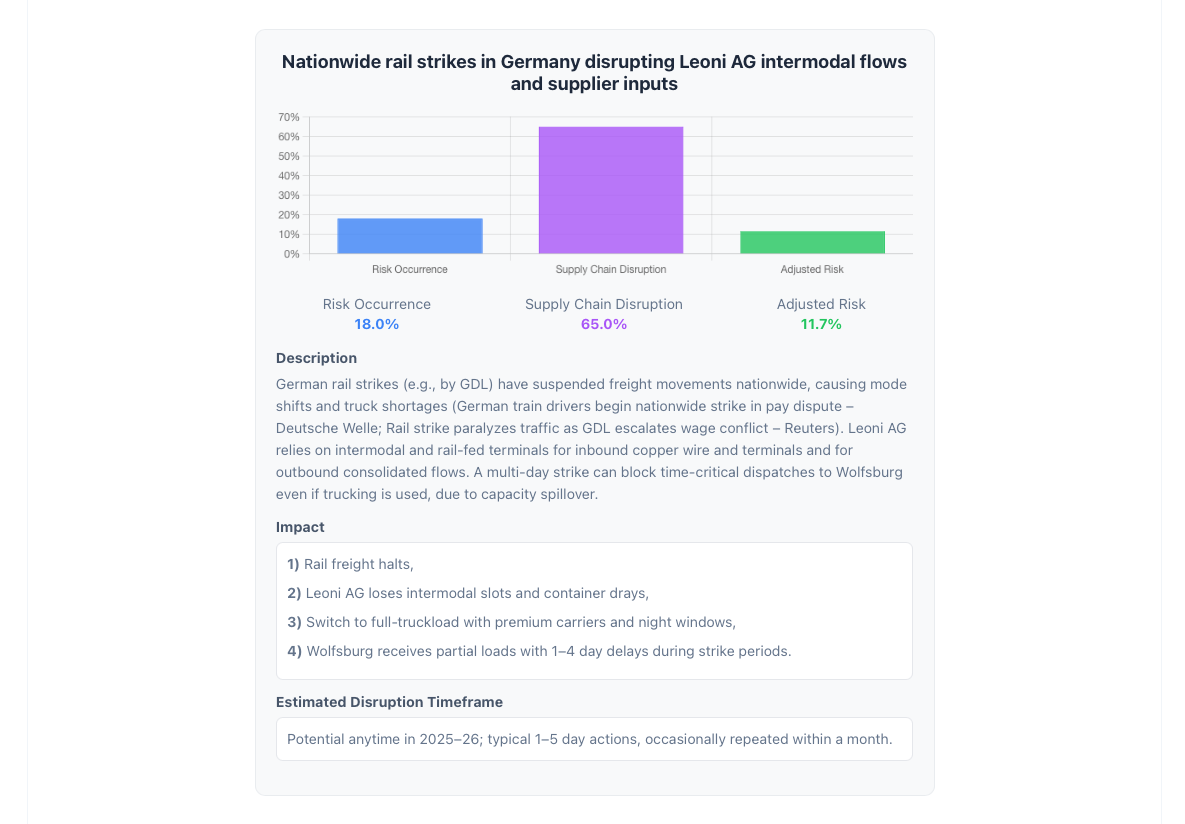 Nationwide rail strikes in Germany disrupting Leoni AG intermodal flows
and supplier inputs
70%
60%
50%
40%
30%
20%
10%
0%
Risk Occurrence
Supply Chain Disruption
Adjusted Risk
Risk Occurrence
Supply Chain Disruption
Adjusted Risk
18.0%
65.0%
11.7%
Description
German rail strikes (e.g., by GDL) have suspended freight movements nationwide, causing mode
shifts and truck shortages (German train drivers begin nationwide strike in pay dispute –
Deutsche Welle; Rail strike paralyzes traffic as GDL escalates wage conflict – Reuters). Leoni AG
relies on intermodal and rail-fed terminals for inbound copper wire and terminals and for
outbound consolidated flows. A multi-day strike can block time-critical dispatches to Wolfsburg
even if trucking is used, due to capacity spillover.
Impact
1) Rail freight halts,
2) Leoni AG loses intermodal slots and container drays,
3) Switch to full-truckload with premium carriers and night windows,
4) Wolfsburg receives partial loads with 1–4 day delays during strike periods.
Estimated Disruption Timeframe
Potential anytime in 2025–26; typical 1–5 day actions, occasionally repeated within a month.